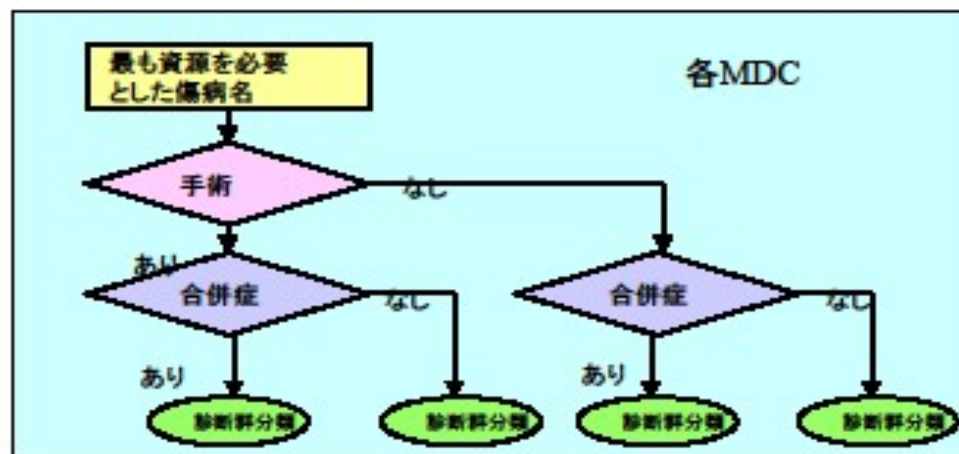 最も資源を必要
とした傷病名
各MDC
手術
なし
あり
合併症
なし
合併症
なし
あり
あり
診断群分類
診断群分類
診断群分類
診断群分類